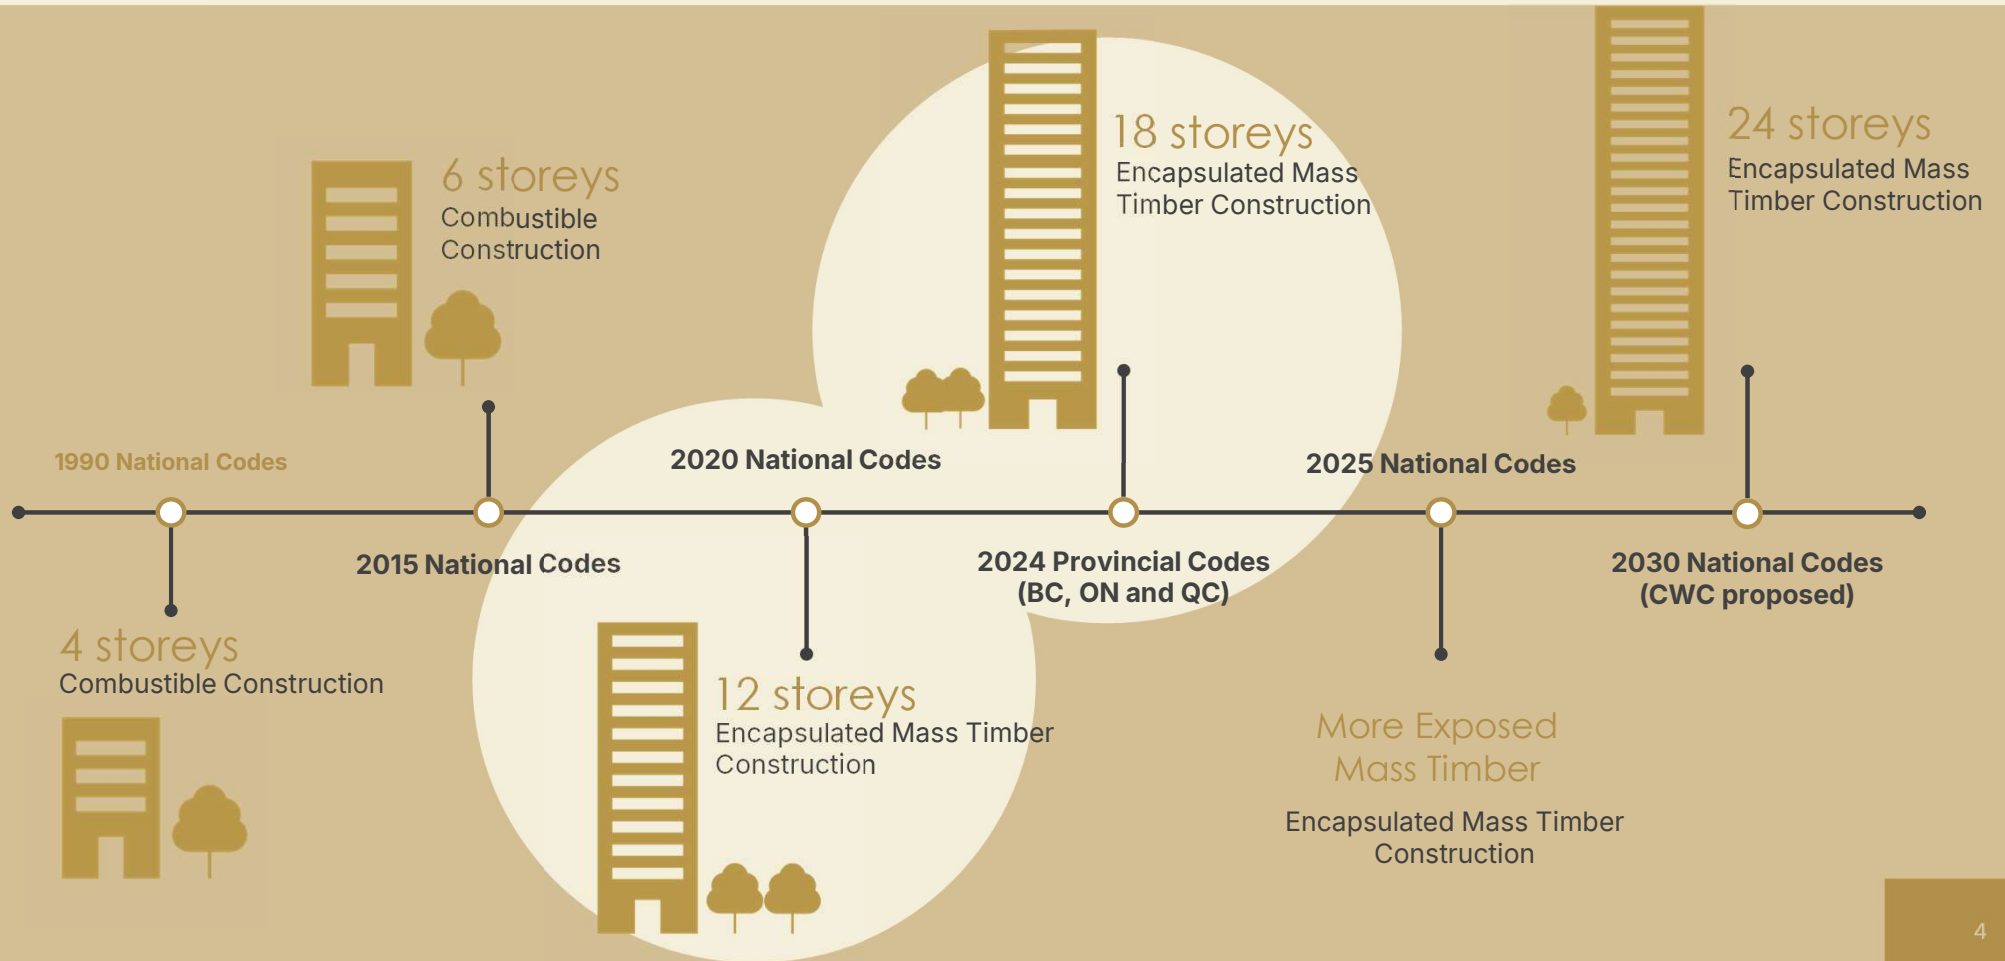 1990 National Codes
4 storeys
Combustible Construction
6 storeys
Combustible
Construction
2015 National Codes
2020 National Codes
12 storeys
Encapsulated Mass Timber
Construction
18 storeys
Encapsulated Mass
Timber Construction
2024 Provincial Codes
(BC, ON and QC)
2025 National Codes
More Exposed
Mass Timber
Encapsulated Mass Timber
Construction
24 storeys
Encapsulated Mass
Timber Construction
2030 National Codes
(CWC proposed)
4